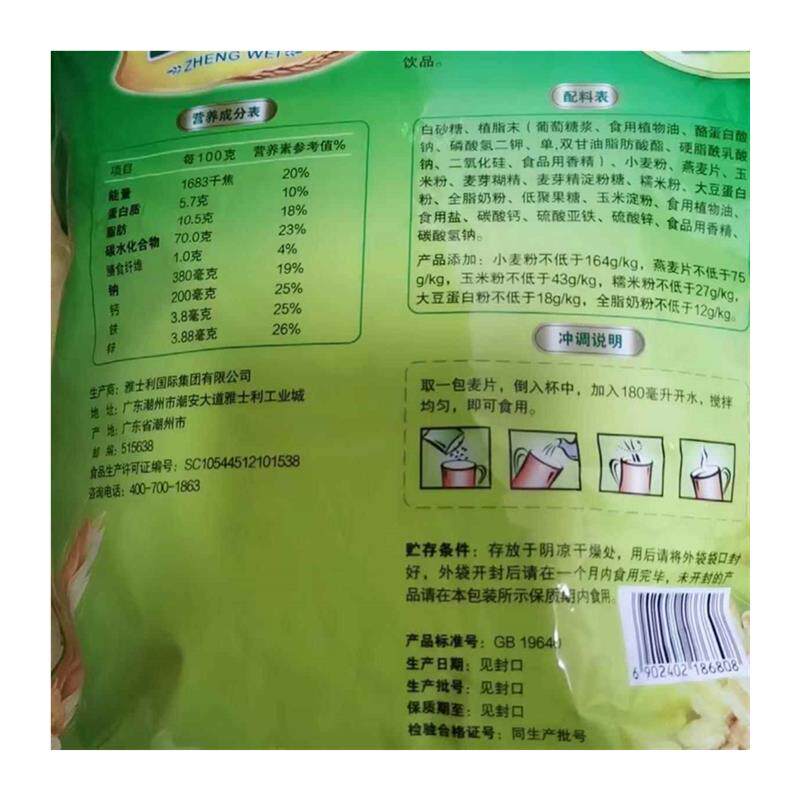 ZHENG WEI
营养成分表
项目 每100克 营养素参考值%
能量 1683千焦 20%
蛋白质 5.7克 10%
脂肪 10.5克 18%
碳水化合物 70.0克 23%
膳食纤维 1.0克 4%
钠 380毫克 19%
钙 200毫克 25%
铁 3.8毫克 25%
锌 3.88毫克 26%
生产商：雅士利国际集团有限公司
地 址：广东潮州市潮安大道雅士利工业城
产 地：广东省潮州市
邮 编：515638
食品生产许可证编号：SC10544512101538
咨询电话：400-700-1863
饮品。
配料表
白砂糖、植脂末（葡萄糖浆、食用植物油、酪蛋白酸
钠、磷酸氢二钾、单,双甘油脂肪酸酯、硬脂酰乳酸
钠、二氧化硅、食品用香精）、小麦粉、燕麦片、玉
米粉、麦芽糊精、麦芽精淀粉糖、糯米粉、大豆蛋白
粉、全脂奶粉、低聚果糖、玉米淀粉、食用植物油、
食用盐、碳酸钙、硫酸亚铁、硫酸锌、食品用香精、
碳酸氢钠。
产品添加：小麦粉不低于164g/kg，燕麦片不低于75
g/kg，玉米粉不低于43g/kg，糯米粉不低于27g/kg，
大豆蛋白粉不低于18g/kg，全脂奶粉不低于12g/kg。
冲调说明
取一包麦片，倒入杯中，加入180毫升开水，搅拌
均匀，即可食用。
贮存条件：存放于阴凉干燥处，用后请将外袋袋口封
好，外袋开封后请在一个月内食用完毕，未开封的产
品请在本包装所示保质期内食用。
产品标准号：GB 19640
生产日期：见封口
生产批号：见封口
保质期至：见封口
检验合格证号：同生产批号
6 902402 186808